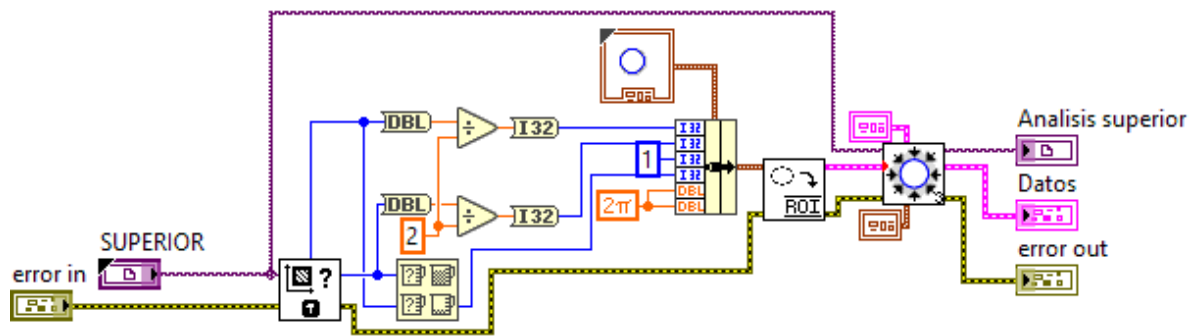 DBL
I32
I32
I32
1
I32
I32
Analisis superior
DBL
I32
2π
DBL
DBL
ROI
Datos
2
SUPERIOR
error in
?
error out
3